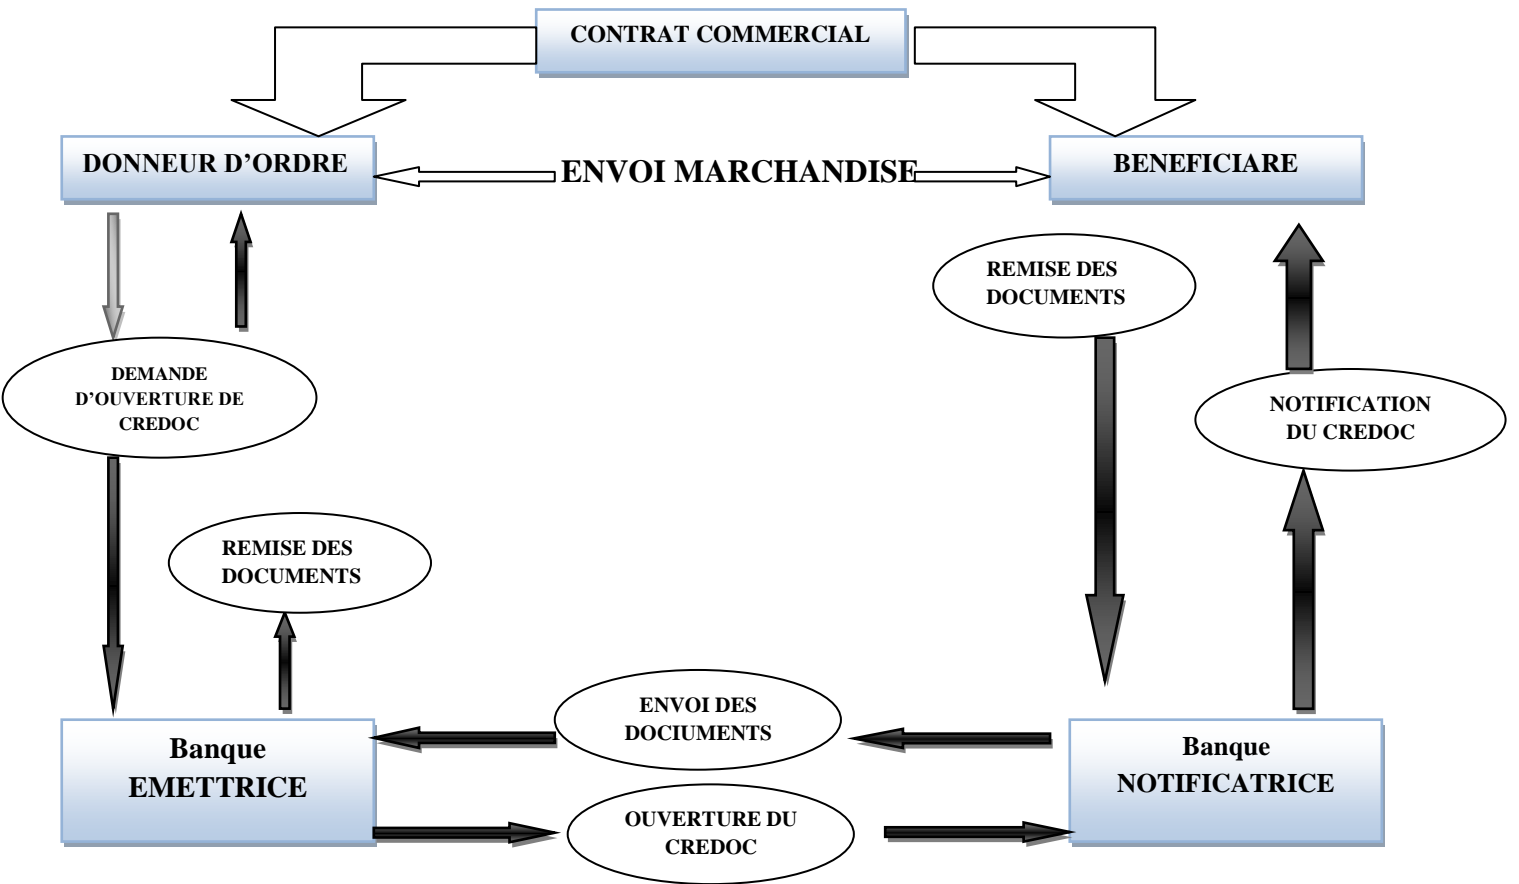 CONTRAT COMMERCIAL
DONNEUR D’ORDRE
ENVOI MARCHANDISE
BENEFICIARE
REMISE DES
DOCUMENTS
DEMANDE
D’OUVERTURE DE
CREDOC
NOTIFICATION
DU CREDOC
REMISE DES
DOCUMENTS
ENVOI DES
DOCIUMENTS
Banque
EMETTRICE
Banque
NOTIFICATRICE
OUVERTURE DU
CREDOC